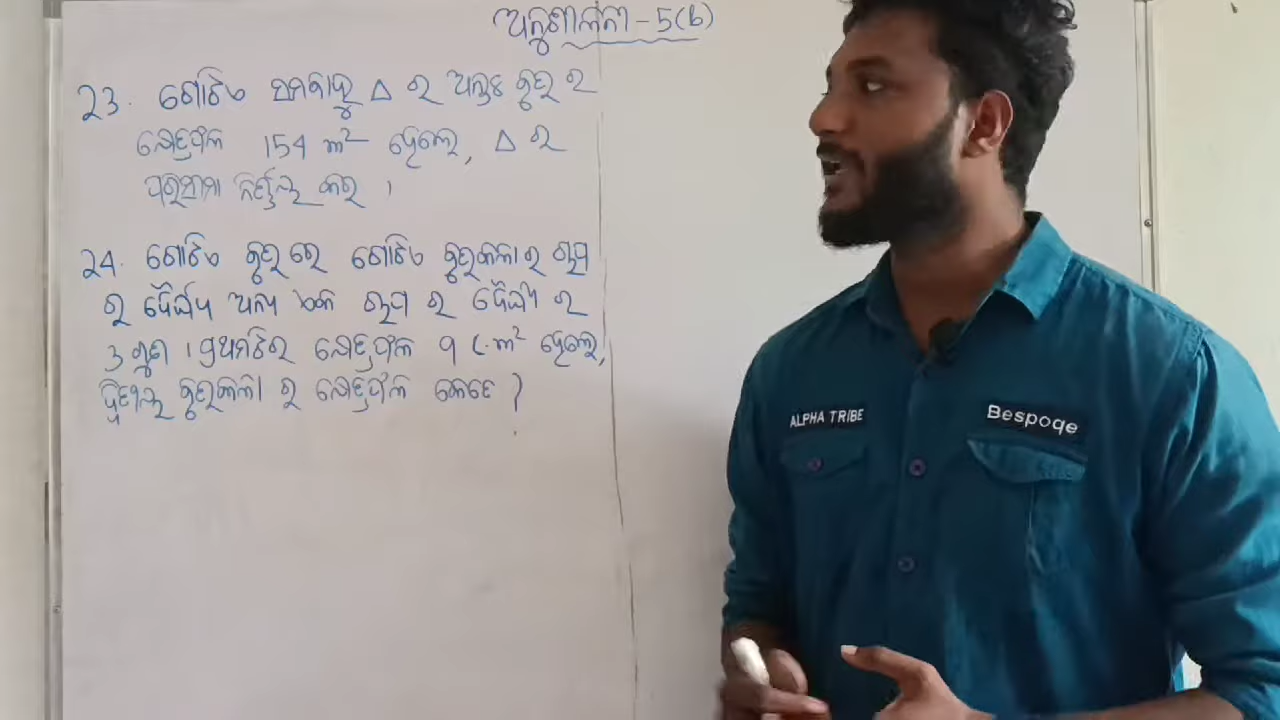 ଅନୁଶୀଳନୀ - 5(b)
23. ଗୋଟିଏ ସମବାହୁ Δ ର ଅନ୍ତଃ ବୃତ୍ତ ର
କ୍ଷେତ୍ରଫଳ 154 m² ହେଲେ, Δ ର
ପରିସୀମା ନିର୍ଣ୍ଣୟ କର ।
24. ଗୋଟିଏ ବୃତ୍ତ ରେ ଗୋଟିଏ ବୃତ୍ତକଳା ର ଚାପ
ର ଦୈର୍ଘ୍ୟ ଅନ୍ୟ ଏକ ଚାପ ର ଦୈର୍ଘ୍ୟ ର
3 ଗୁଣ । ପ୍ରଥମଟିର କ୍ଷେତ୍ରଫଳ ୩ c.m² ହେଲେ,
ଦ୍ୱିତୀୟ ବୃତ୍ତକଳା ର କ୍ଷେତ୍ରଫଳ କେତେ ?
ALPHA TRIBE
Bespoqe